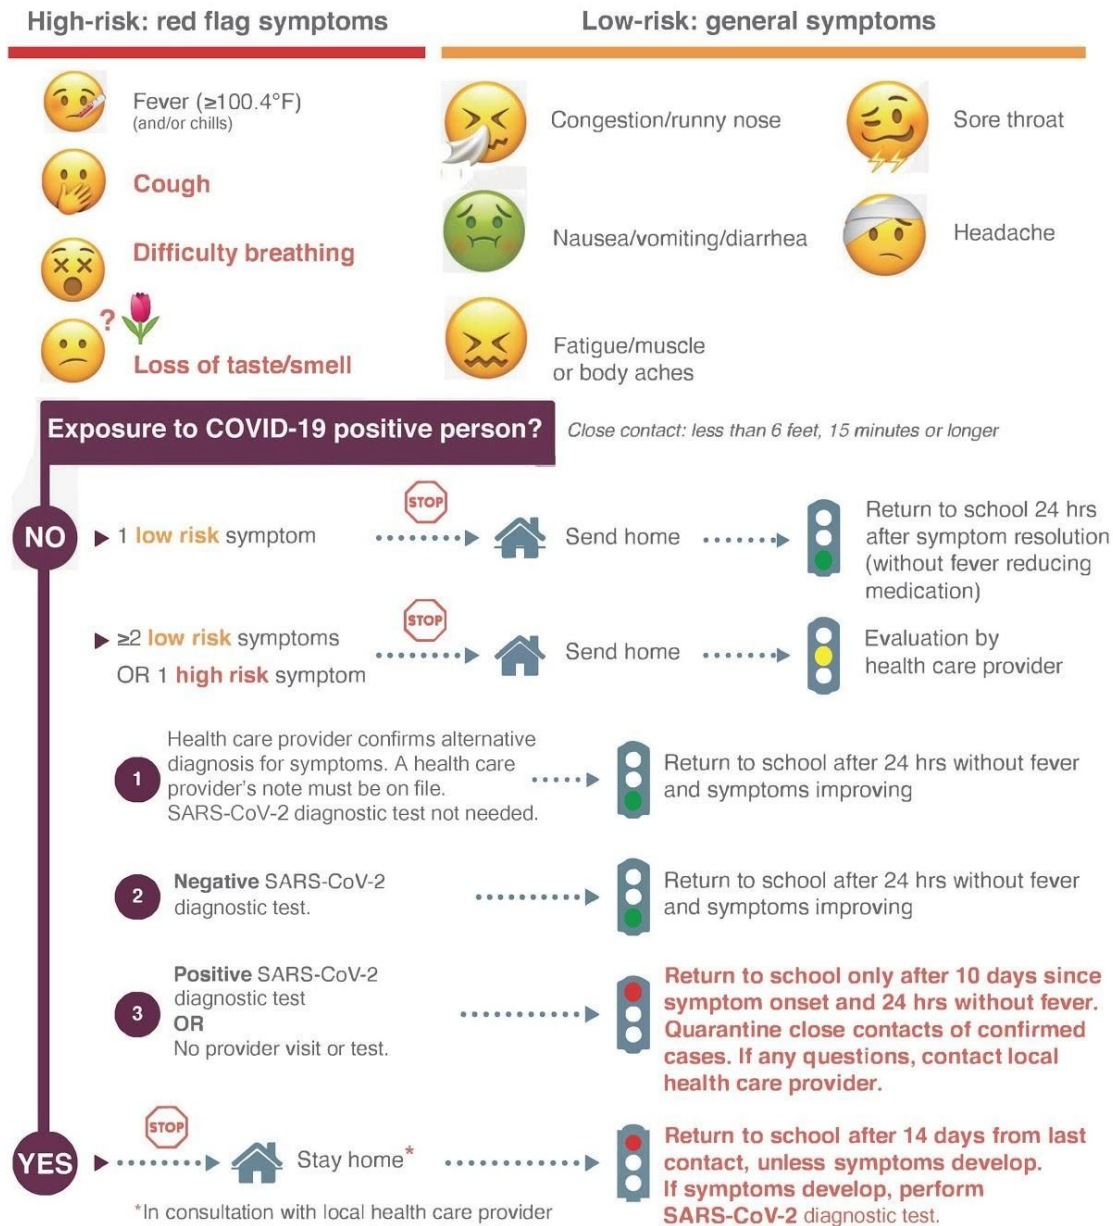 High-risk: red flag symptoms
Low-risk: general symptoms
Fever (≥100.4°F)
(and/or chills)
Cough
Difficulty breathing
?
Loss of taste/smell
Congestion/runny nose
Sore throat
Nausea/vomiting/diarrhea
Headache
Fatigue/muscle
or body aches
Exposure to COVID-19 positive person?
Close contact: less than 6 feet, 15 minutes or longer
NO
1 low risk symptom
STOP
Send home
Return to school 24 hrs
after symptom resolution
(without fever reducing
medication)
≥2 low risk symptoms
OR 1 high risk symptom
STOP
Send home
Evaluation by
health care provider
1
Health care provider confirms alternative
diagnosis for symptoms. A health care
provider's note must be on file.
SARS-CoV-2 diagnostic test not needed.
Return to school after 24 hrs without fever
and symptoms improving
2
Negative SARS-CoV-2
diagnostic test.
Return to school after 24 hrs without fever
and symptoms improving
3
Positive SARS-CoV-2
diagnostic test
OR
No provider visit or test.
Return to school only after 10 days since
symptom onset and 24 hrs without fever.
Quarantine close contacts of confirmed
cases. If any questions, contact local
health care provider.
YES
STOP
Stay home*
Return to school after 14 days from last
contact, unless symptoms develop.
If symptoms develop, perform
SARS-CoV-2 diagnostic test.
*In consultation with local health care provider